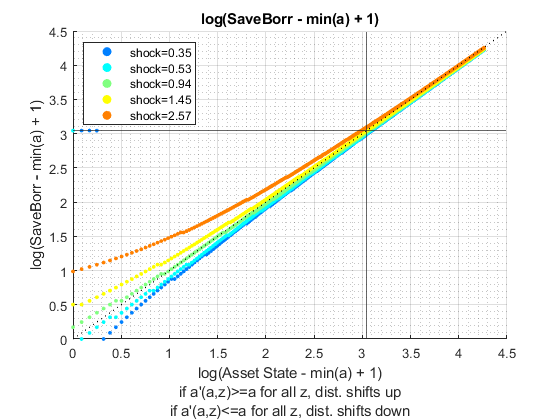 log(SaveBorr - min(a) + 1)
4.5
4
3.5
3
2.5
2
1.5
1
0.5
0
log(SaveBorr - min(a) + 1)
shock=0.35
shock=0.53
shock=0.94
shock=1.45
shock=2.57
0 0.5 1 1.5 2 2.5 3 3.5 4 4.5
log(Asset State - min(a) + 1)
if a'(a,z)>=a for all z, dist. shifts up
if a'(a,z)<=a for all z, dist. shifts down